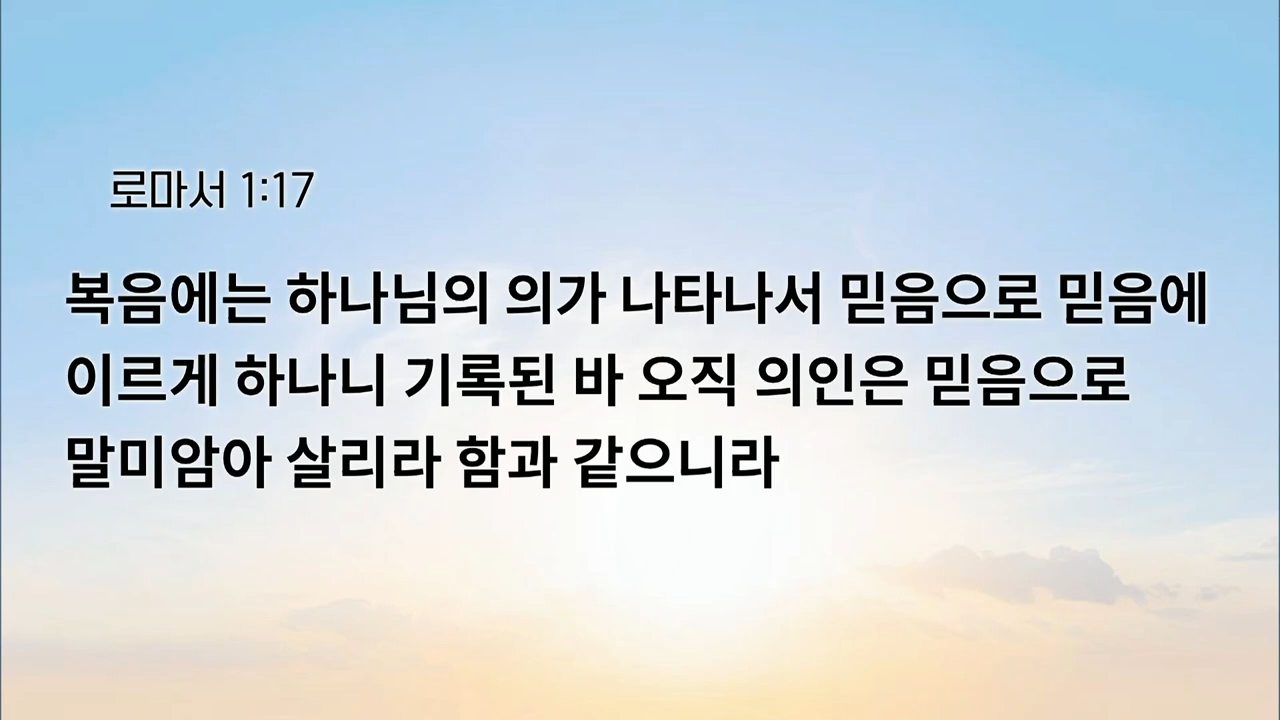 로마서 1:17
복음에는 하나님의 의가 나타나서 믿음으로 믿음에
이르게 하나니 기록된 바 오직 의인은 믿음으로
말미암아 살리라 함과 같으니라